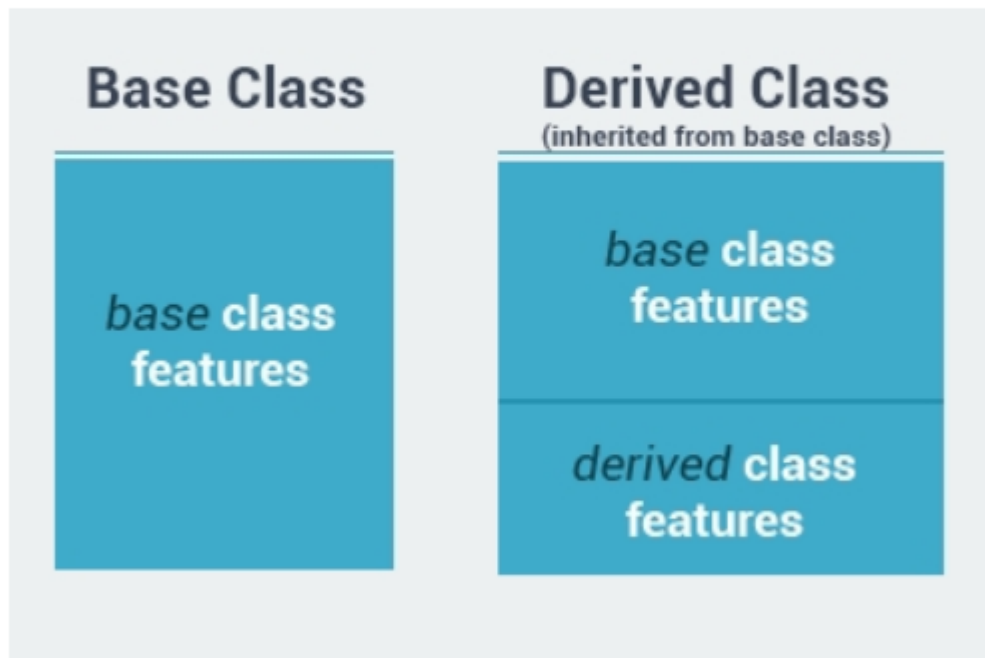 Base Class
base class
features
Derived Class
(inherited from base class)
base class
features
derived class
features